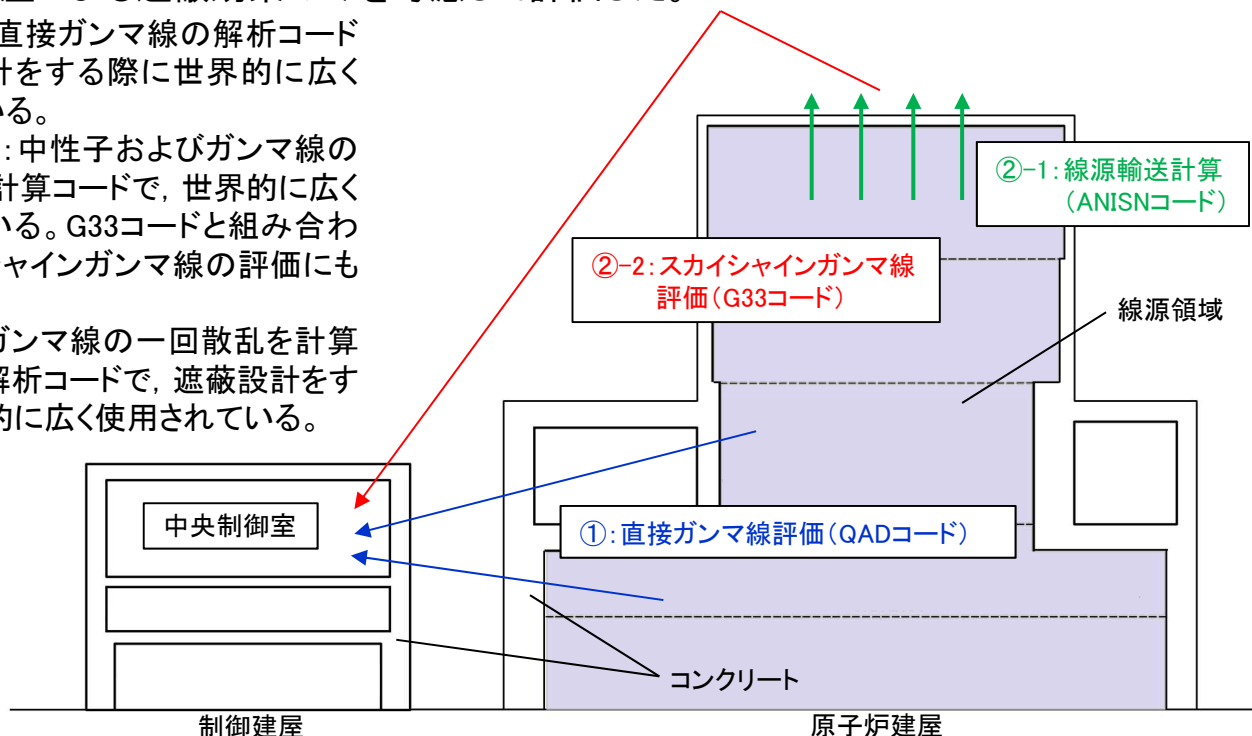 直接ガンマ線の解析コード
計をする際に世界的に広く
いる。
：中性子およびガンマ線の
計算コードで，世界的に広く
いる。G33コードと組み合わ
シャインガンマ線の評価にも
ガンマ線の一回散乱を計算
解析コードで，遮蔽設計をす
的に広く使用されている。
②-1：線源輸送計算
（ANISNコード）
②-2：スカイシャインガンマ線
評価（G33コード）
線源領域
中央制御室
①：直接ガンマ線評価（QADコード）
コンクリート
制御建屋
原子炉建屋